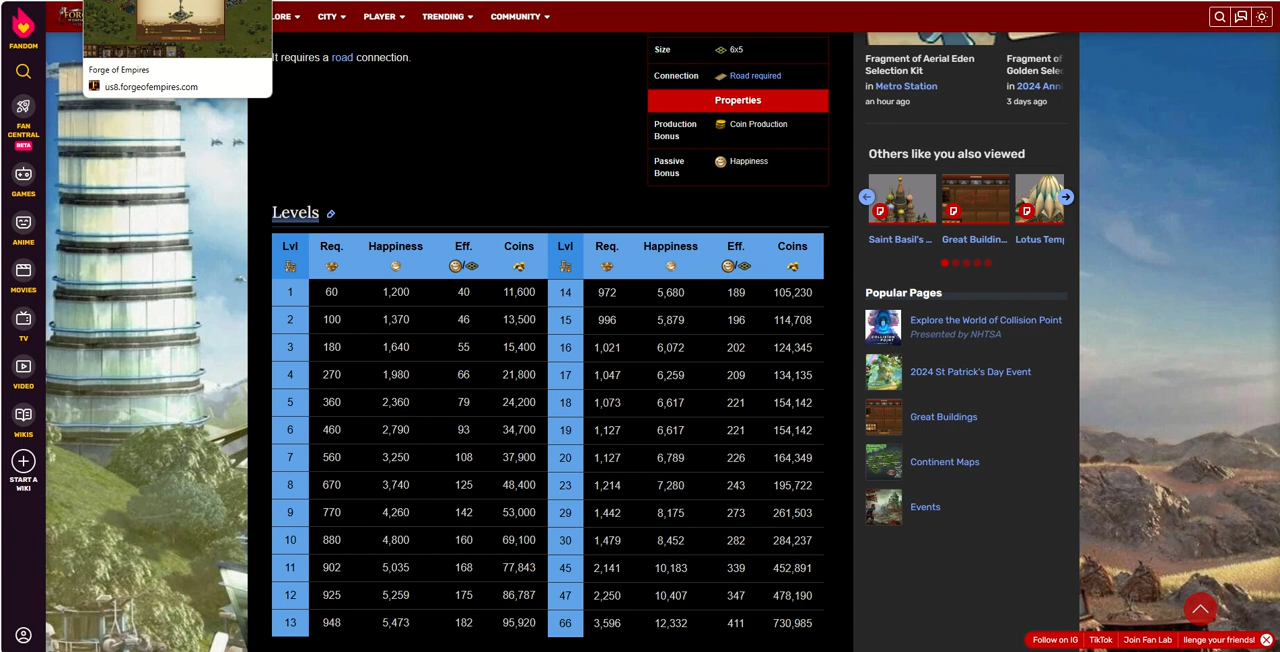 FANDOM
FAN
CENTRAL
BETA
GAMES
ANIME
MOVIES
TV
VIDEO
WIKIS
START A
WIKI
CITY
PLAYER
TRENDING
COMMUNITY
Forge of Empires
us8.forgeofempires.com
It requires a road connection.
Size 6x5
Connection Road required
Properties
Production Bonus Coin Production
Passive Bonus Happiness
Levels
Lvl Req. Happiness Eff. Coins Lvl Req. Happiness Eff. Coins
1 60 1,200 40 11,600 14 972 5,680 189 105,230
2 100 1,370 46 13,500 15 996 5,879 196 114,708
3 180 1,640 55 15,400 16 1,021 6,072 202 124,345
4 270 1,980 66 21,800 17 1,047 6,259 209 134,135
5 360 2,360 79 24,200 18 1,073 6,617 221 154,142
6 460 2,790 93 34,700 19 1,127 6,617 221 154,142
7 560 3,250 108 37,900 20 1,127 6,789 226 164,349
8 670 3,740 125 48,400 23 1,214 7,280 243 195,722
9 770 4,260 142 53,000 29 1,442 8,175 273 261,503
10 880 4,800 160 69,100 30 1,479 8,452 282 284,237
11 902 5,035 168 77,843 45 2,141 10,183 339 452,891
12 925 5,259 175 86,787 47 2,250 10,407 347 478,190
13 948 5,473 182 95,920 66 3,596 12,332 411 730,985
Fragment of Aerial Eden
Selection Kit
in Metro Station
an hour ago
Fragment of
Golden Selec
in 2024 Anni
3 days ago
Others like you also viewed
Saint Basil's ...
Great Buildin...
Lotus Temp
Popular Pages
Explore the World of Collision Point
Presented by NHTSA
2024 St Patrick's Day Event
Great Buildings
Continent Maps
Events
Follow on IG
TikTok
Join Fan Lab
llenge your friends!